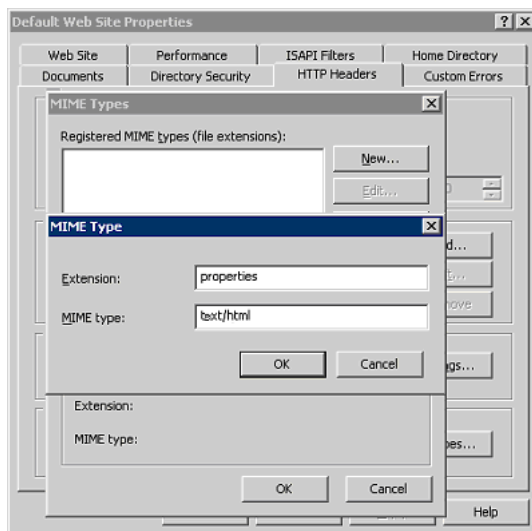 Default Web Site Properties
Web Site Performance ISAPI Filters Home Directory
Documents Directory Security HTTP Headers Custom Errors
MIME Types
Registered MIME types (file extensions):
New...
Edit...
MIME Type
Extension: properties
MIME type: text/html
OK Cancel
Extension:
MIME type:
OK Cancel
Help